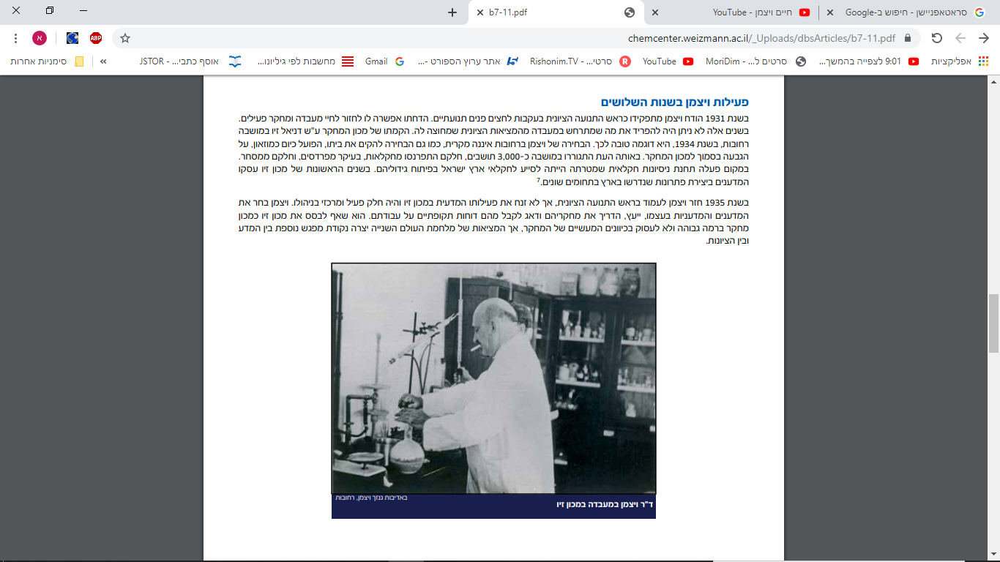 סראטאפניישן - חיפוש ב-Google
חיים ויצמן - YouTube
b7-11.pdf
chemcenter.weizmann.ac.il/_Uploads/dbsArticles/b7-11.pdf
ABP
א
אפליקציות
9:01 לצפייה בהמשך...
סרטים ל... - MoriDim
YouTube
סרטי... - Rishonim.TV
אתר ערוץ הספורט -...
Gmail
מחשבות לפי גיליונו...
אוסף כתבי... - JSTOR
»
סימניות אחרות
פעילות ויצמן בשנות השלושים
בשנת 1931 הודח ויצמן מתפקידו כראש התנועה הציונית בעקבות לחצים פנים תנועתיים. הדחתו אפשרה לו לחזור לחיי מעבדה ומחקר פעילים.
בשנים אלה לא ניתן היה להפריד את מה שמתרחש במעבדה מהמציאות הציונית שמחוצה לה. הקמתו של מכון המחקר ע"ש דניאל זיו במושבה
רחובות, בשנת 1934, היא דוגמה טובה לכך. הבחירה של ויצמן ברחובות איננה מקרית, כמו גם הבחירה להקים את ביתו, הפועל כיום כמוזאון, על
הגבעה בסמוך למכון המחקר. באותה העת התגוררו במושבה כ-3,000 תושבים, חלקם התפרנסו מחקלאות, בעיקר מפרדסים, וחלקם ממסחר.
במקום פעלה תחנת ניסיונות חקלאית שמטרתה הייתה לסייע לחקלאי ארץ ישראל בפיתוח גידוליהם. בשנים הראשונות של מכון זיו עסקו
המדענים ביצירת פתרונות שנדרשו בארץ בתחומים שונים.7
בשנת 1935 חזר ויצמן לעמוד בראש התנועה הציונית, אך לא זנח את פעילותו המדעית במכון זיו והיה חלק פעיל ומרכזי בניהולו. ויצמן בחר את
המדענים והמדעניות בעצמו, ייעץ, הדריך את מחקריהם ודאג לקבל מהם דוחות תקופתיים על עבודתם. הוא שאף לבסס את מכון זיו כמכון
מחקר ברמה גבוהה ולא לעסוק בכיוונים המעשיים של המחקר, אך המציאות של מלחמת העולם השנייה יצרה נקודת מפגש נוספת בין המדע
ובין הציונות.
באדיבות גנזך ויצמן, רחובות
ד"ר ויצמן במעבדה במכון זיו